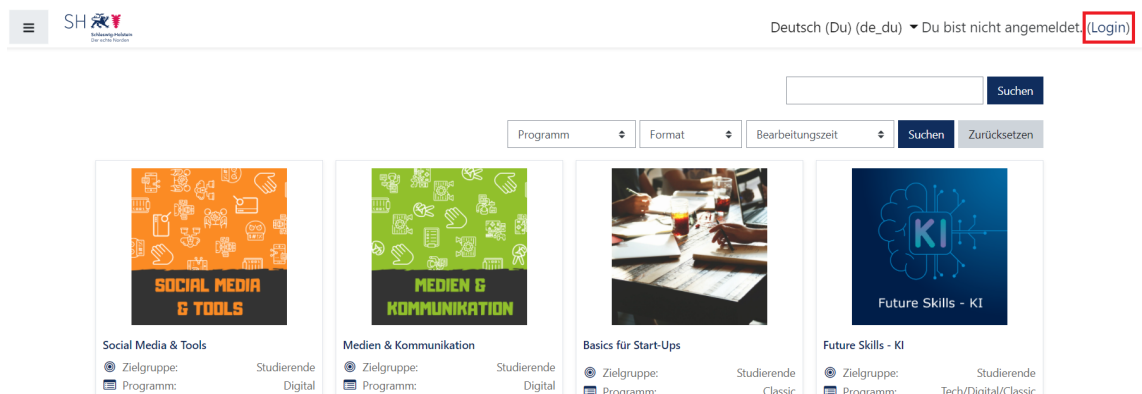 SH
Schleswig-Holstein
Der echte Norden
Deutsch (Du) (de_du) Du bist nicht angemeldet. (Login)
Suchen
Programm Format Bearbeitungszeit Suchen Zurücksetzen
SOCIAL MEDIA
& TOOLS
MEDIEN &
KOMMUNIKATION
KI
Future Skills - KI
Social Media & Tools Medien & Kommunikation Basics für Start-Ups Future Skills - KI
Zielgruppe: Studierende Zielgruppe: Studierende Zielgruppe: Studierende Zielgruppe: Studierende
Programm: Digital Programm: Digital Programm: Classic Programm: Tech/Digital/Classic